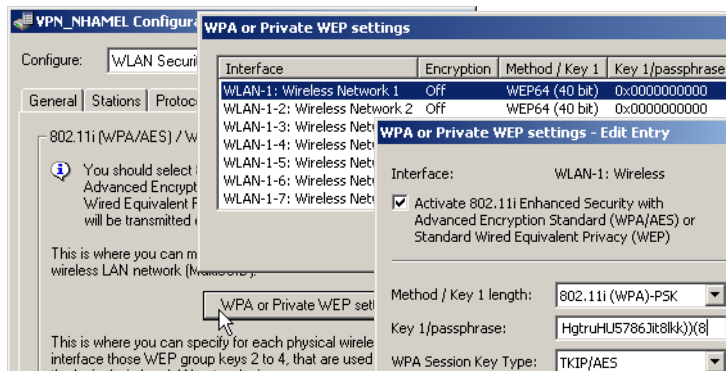 VPN_NHAMEL Configura
Configure: WLAN Securi
General Stations Protoc
802.11i (WPA/AES) / W
You should select
Advanced Encrypt
Wired Equivalent P
will be transmitted
This is where you can m
wireless LAN network (MultiSSID).
WPA or Private WEP sett
This is where you can specify for each physical wirele
interface those WEP group keys 2 to 4, that are used
WPA or Private WEP settings
Interface Encryption Method / Key 1 Key 1/passphrase
WLAN-1: Wireless Network 1 Off WEP64 (40 bit) 0x0000000000
WLAN-1-2: Wireless Network 2 Off WEP64 (40 bit) 0x0000000000
WLAN-1-3: Wireless Netw
WLAN-1-4: Wireless Netw
WLAN-1-5: Wireless Netw
WLAN-1-6: Wireless Netw
WLAN-1-7: Wireless Netw
WPA or Private WEP settings - Edit Entry
Interface: WLAN-1: Wireless
Activate 802.11i Enhanced Security with
Advanced Encryption Standard (WPA/AES) or
Standard Wired Equivalent Privacy (WEP)
Method / Key 1 length: 802.11i (WPA)-PSK
Key 1/passphrase: HgtruHU5786Jit8lkk))(8
WPA Session Key Type: TKIP/AES